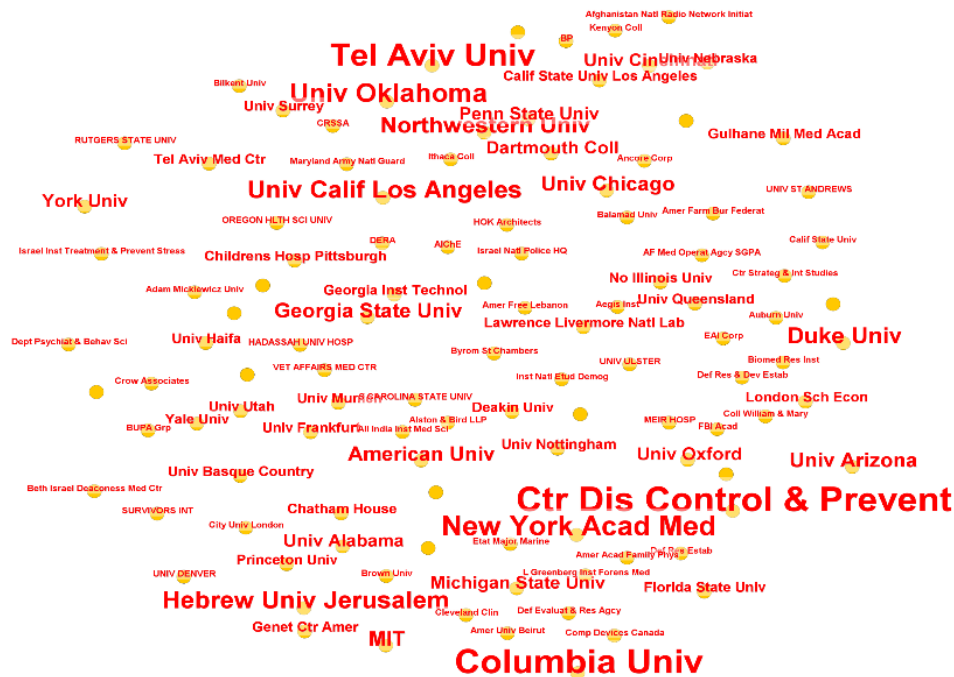 Afghanistan Natl Radio Network Initiat
Kenyon Coll
BP
Tel Aviv Univ
Univ Cincinnati
Univ Nebraska
Calif State Univ Los Angeles
Bilkent Univ
Univ Oklahoma
Univ Surrey
Penn State Univ
CRSSA
Northwestern Univ
Gulhane Mil Med Acad
RUTGERS STATE UNIV
Dartmouth Coll
Tel Aviv Med Ctr
Maryland Army Natl Guard
Ithaca Coll
Ancore Corp
Univ Calif Los Angeles
Univ Chicago
UNIV ST ANDREWS
York Univ
OREGON HLTH SCI UNIV
HOK Architects
Balamad Univ
Amer Farm Bur Federat
DERA
AIChE
Calif State Univ
Israel Inst Treatment & Prevent Stress
Childrens Hosp Pittsburgh
Israel Natl Police HQ
AF Med Operat Agcy SGPA
No Illinois Univ
Ctr Strateg & Int Studies
Adam Mickiewicz Univ
Georgia Inst Technol
Amer Free Lebanon
Aegis Inst
Univ Queensland
Georgia State Univ
Lawrence Livermore Natl Lab
Auburn Univ
Dept Psychiat & Behav Sci
Univ Haifa
HADASSAH UNIV HOSP
EAI Corp
Duke Univ
Byrom St Chambers
VET AFFAIRS MED CTR
UNIV ULSTER
Biomed Res Inst
Crow Associates
Inst Natl Etud Demog
Def Res & Dev Estab
Univ Utah
S CAROLINA STATE UNIV
London Sch Econ
Deakin Univ
Coll William & Mary
Yale Univ
Alston & Bird LLP
MEIR HOSP
FBI Acad
BUPA Grp
Univ Frankfurt
All India Inst Med Sci
Univ Nottingham
American Univ
Univ Oxford
Univ Arizona
Univ Basque Country
Beth Israel Deaconess Med Ctr
Ctr Dis Control & Prevent
SURVIVORS INT
Chatham House
City Univ London
New York Acad Med
Univ Alabama
Etat Major Marine
Def Res Estab
Princeton Univ
Amer Acad Family Phys
UNIV DENVER
Brown Univ
L Greenberg Inst Forens Med
Michigan State Univ
Florida State Univ
Hebrew Univ Jerusalem
Cleveland Clin
Def Evaluat & Res Agcy
Genet Ctr Amer
MIT
Amer Univ Beirut
Comp Devices Canada
Columbia Univ